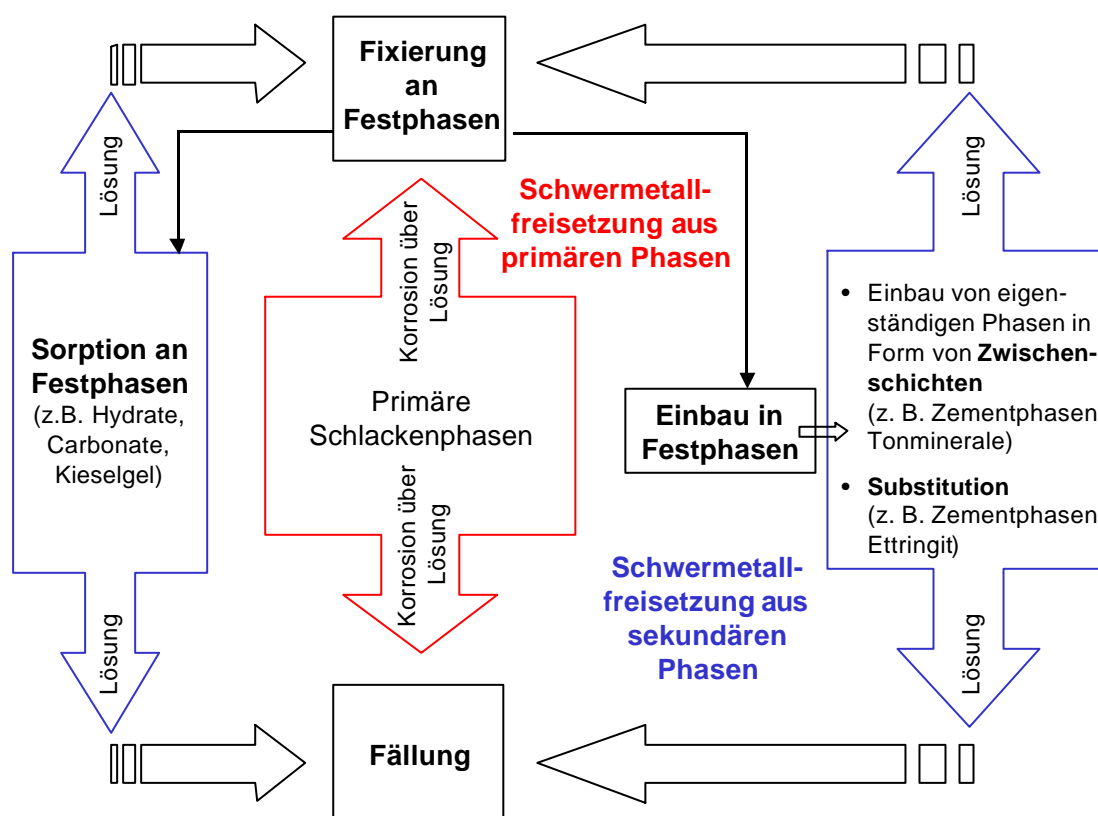 Fixierung
an
Festphasen
Lösung
Lösung
Schwermetall-
freisetzung aus
primären Phasen
Korrosion über
Lösung
Sorption an
Festphasen
(z.B. Hydrate,
Carbonate,
Kieselgel)
Primäre
Schlackenphasen
Einbau in
Festphasen
• Einbau von eigen-
ständigen Phasen in
Form von Zwischen-
schichten
(z. B. Zementphasen
Tonminerale)
• Substitution
(z. B. Zementphasen
Ettringit)
Korrosion über
Lösung
Schwermetall-
freisetzung aus
sekundären
Phasen
Lösung
Lösung
Fällung